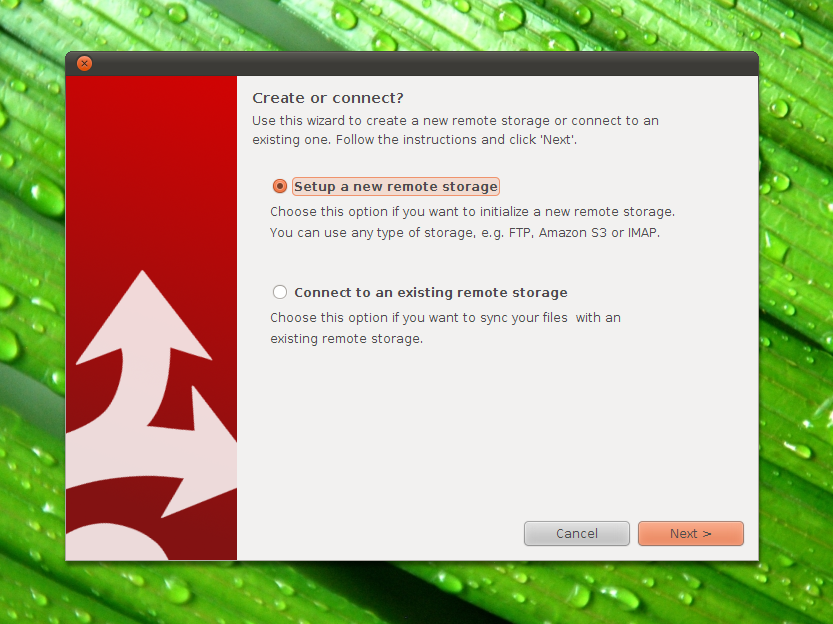 Create or connect?
Use this wizard to create a new remote storage or connect to an
existing one. Follow the instructions and click 'Next'.
Setup a new remote storage
Choose this option if you want to initialize a new remote storage.
You can use any type of storage, e.g. FTP, Amazon S3 or IMAP.
Connect to an existing remote storage
Choose this option if you want to sync your files  with an
existing remote storage.
Cancel
Next >